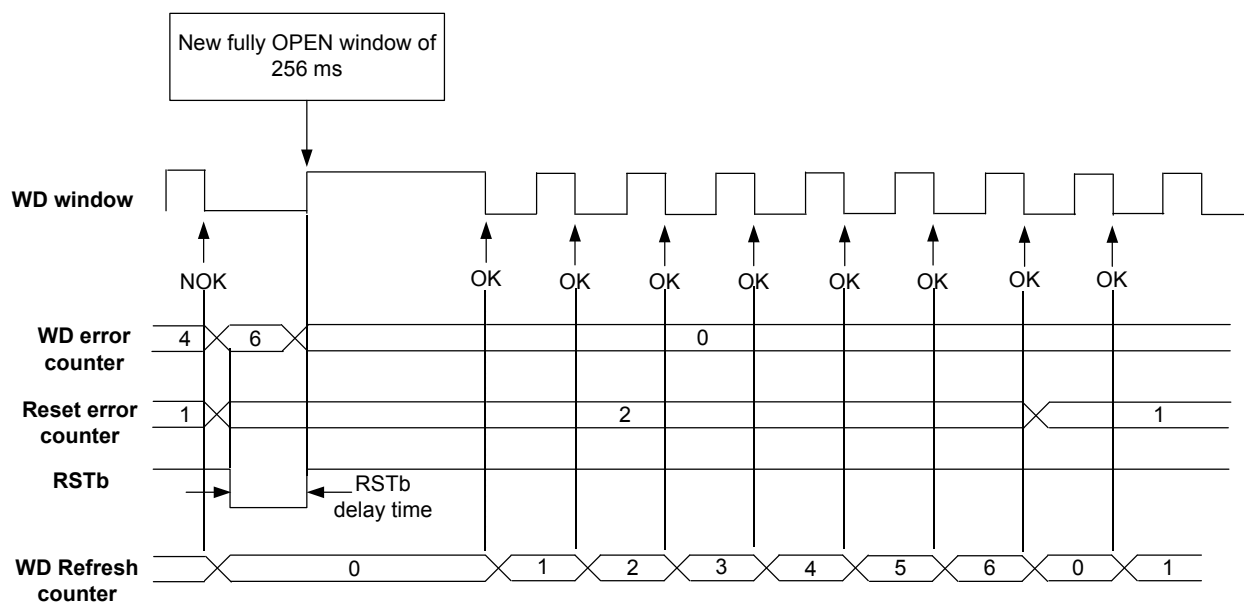 New fully OPEN window of
256 ms
WD window
NOK OK OK OK OK OK OK OK OK
WD error
counter
4 6 0
Reset error
counter
1 2 1
RSTb
RSTb
delay time
WD Refresh
counter
0 1 2 3 4 5 6 0 1